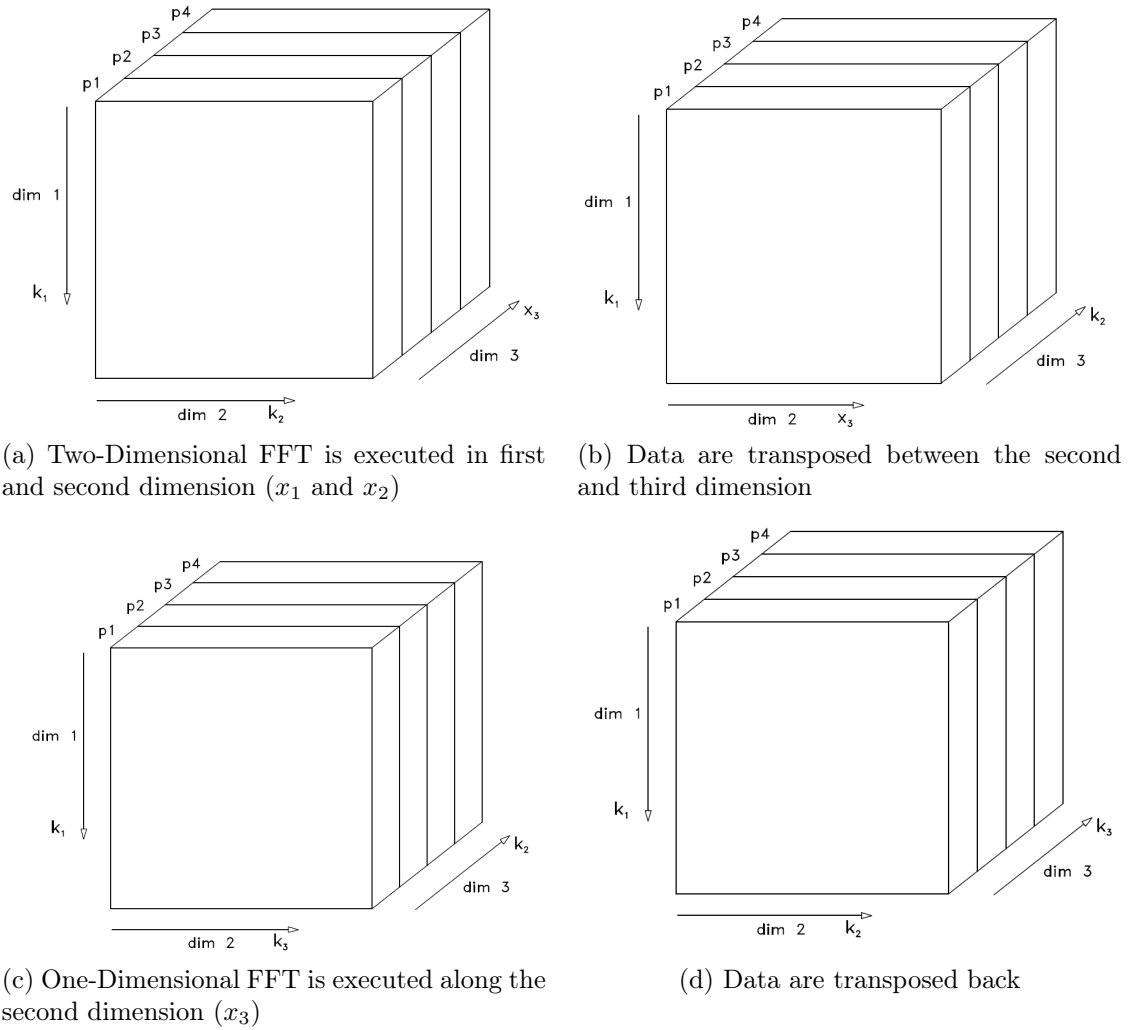 p4
p3
p2
p1
dim 1
k₁
x₃
dim 3
dim 2 k₂
(a) Two-Dimensional FFT is executed in first
and second dimension (x₁ and x₂)
p4
p3
p2
p1
dim 1
k₁
k₂
dim 3
dim 2 x₃
(b) Data are transposed between the second
and third dimension
p4
p3
p2
p1
dim 1
k₁
k₂
dim 3
dim 2 k₃
(c) One-Dimensional FFT is executed along the
second dimension (x₃)
p4
p3
p2
p1
dim 1
k₁
k₃
dim 3
dim 2 k₂
(d) Data are transposed back